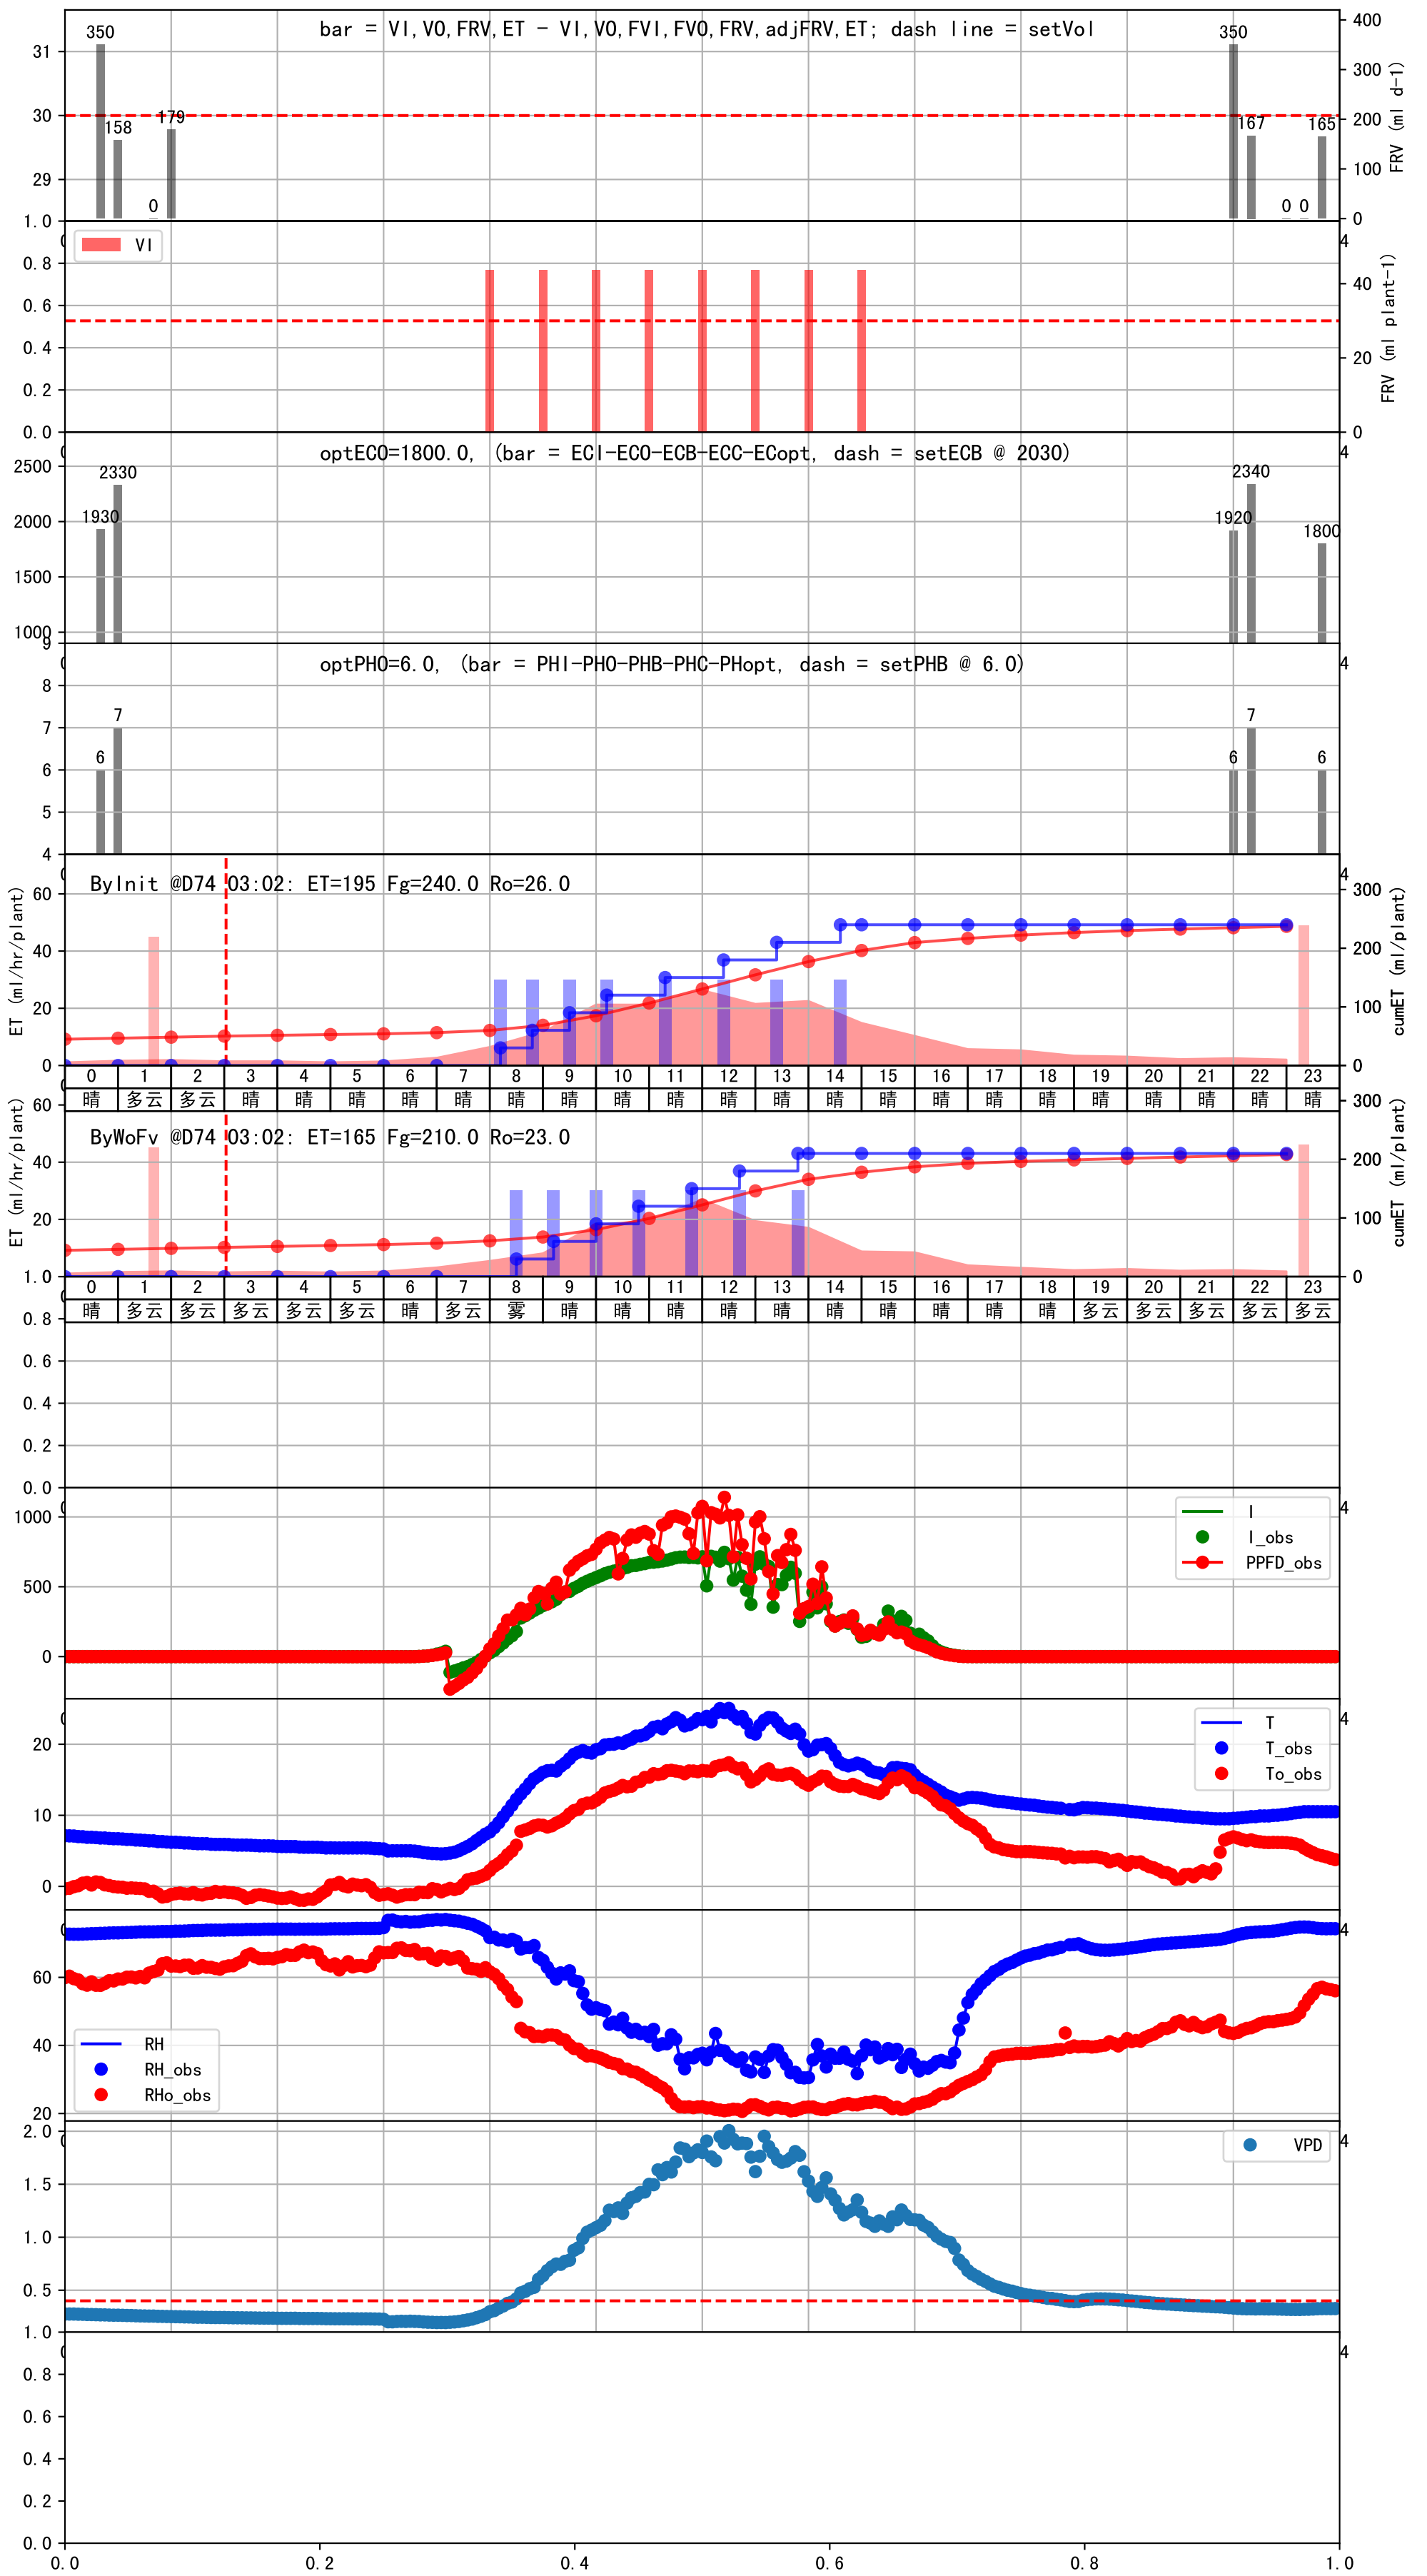 bar = VI,VO,FRV,ET - VI,VO,FVI,FVO,FRV,adjFRV,ET; dash line = setVol
350 158 0 179 350 167 0 0 165
31 30 29
400 300 200 100 0
FRV (ml d-1)
4
VI
1.0 0.8 0.6 0.4 0.2 0.0
40 20 0
FRV (ml plant-1)
4
optECO=1800.0, (bar = ECI-ECO-ECB-ECC-ECopt, dash = setECB @ 2030)
1930 2330 1920 2340 1800
2500 2000 1500 1000
4
optPHO=6.0, (bar = PHI-PHO-PHB-PHC-PHopt, dash = setPHB @ 6.0)
6 7 6 7 6
9 8 7 6 5 4
4
ByInit @D74 03:02: ET=195 Fg=240.0 Ro=26.0
ET (ml/hr/plant)
60 40 20 0
300 200 100 0
cumET (ml/plant)
0 1 2 3 4 5 6 7 8 9 10 11 12 13 14 15 16 17 18 19 20 21 22 23
晴 多云 多云 晴 晴 晴 晴 晴 晴 晴 晴 晴 晴 晴 晴 晴 晴 晴 晴 晴 晴 晴 晴 晴
ByWoFv @D74 03:02: ET=165 Fg=210.0 Ro=23.0
ET (ml/hr/plant)
60 40 20
300 200 100 0
cumET (ml/plant)
0 1 2 3 4 5 6 7 8 9 10 11 12 13 14 15 16 17 18 19 20 21 22 23
晴 多云 多云 多云 多云 多云 晴 多云 雾 晴 晴 晴 晴 晴 晴 晴 晴 晴 晴 多云 多云 多云 多云 多云
1.0 0.8 0.6 0.4 0.2 0.0
4
I
I_obs
PPFD_obs
1000 500 0
4
T
T_obs
To_obs
20 10 0
4
RH
RH_obs
RHo_obs
60 40 20
4
VPD
2.0 1.5 1.0 0.5
4
1.0 0.8 0.6 0.4 0.2 0.0
0.0 0.2 0.4 0.6 0.8 1.0